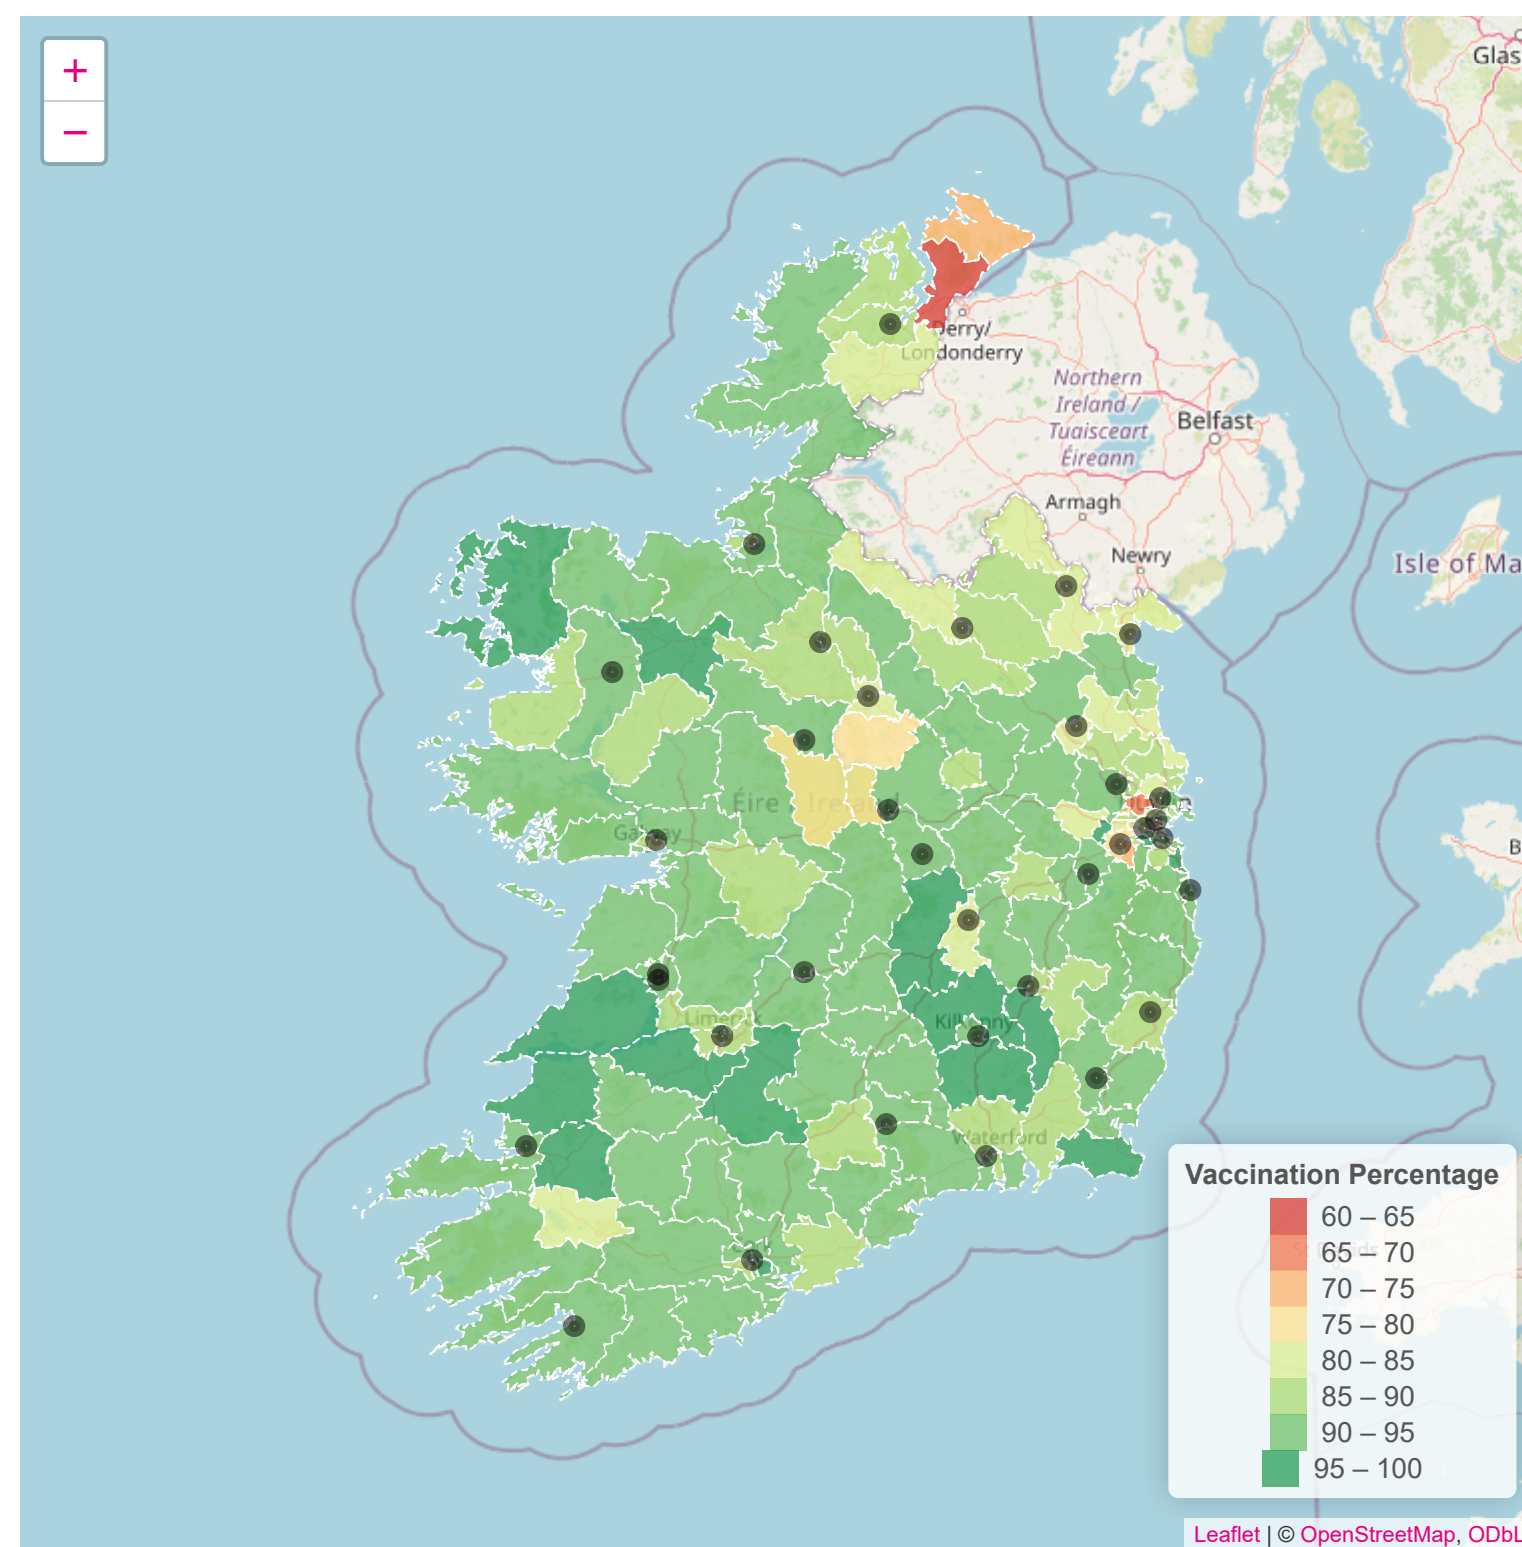 +
−
Glas
Derry/
Londonderry
Northern
Ireland /
Tuaisceart
Éireann
Belfast
Armagh
Newry
Isle of Ma
Éire / Ireland
Galway
B
Limerick
Kilkenny
Waterford
Cork
Vaccination Percentage
60 – 65
65 – 70
70 – 75
75 – 80
80 – 85
85 – 90
90 – 95
95 – 100
Leaflet | © OpenStreetMap, ODbL